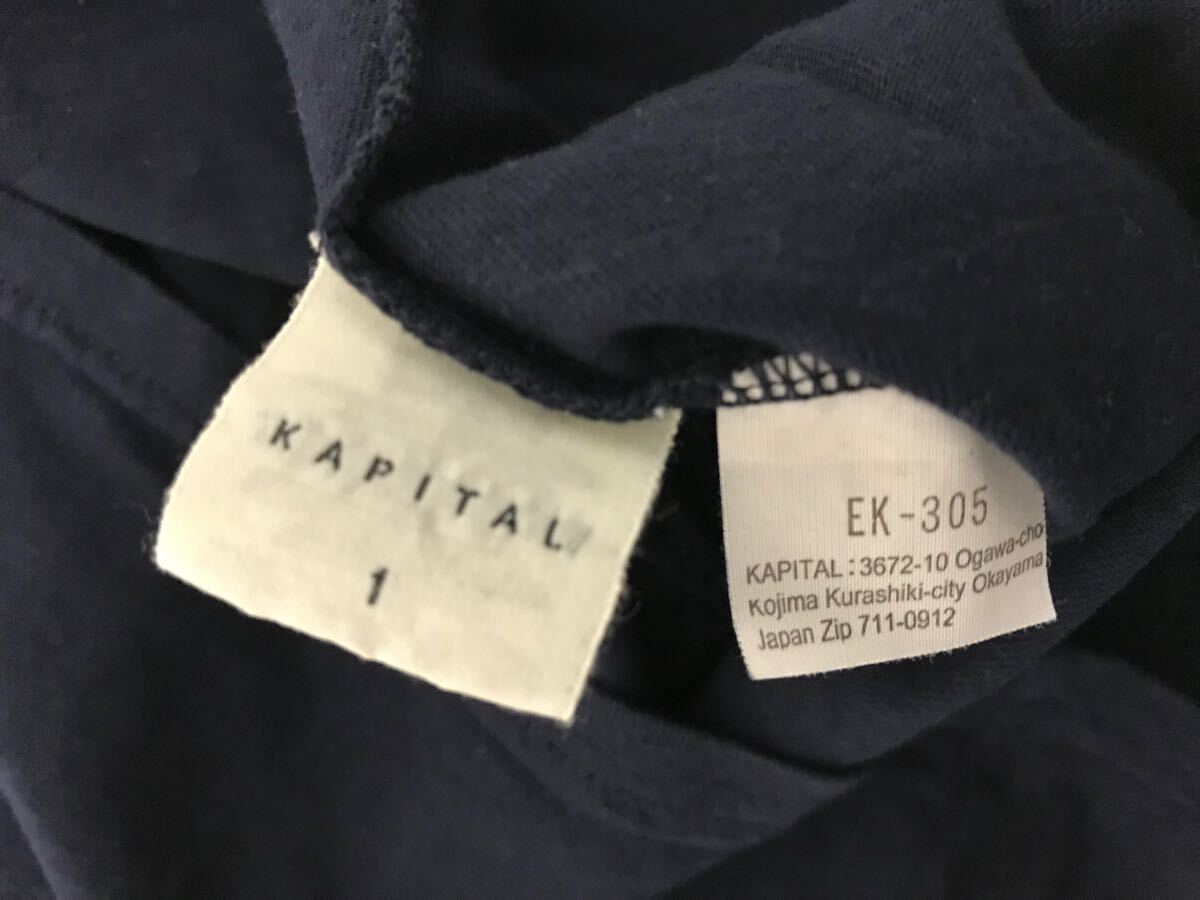 KAPITAL
1
EK-305
KAPITAL:3672-10 Ogawa-cho
Kojima Kurashiki-city Okayama
Japan Zip 711-0912